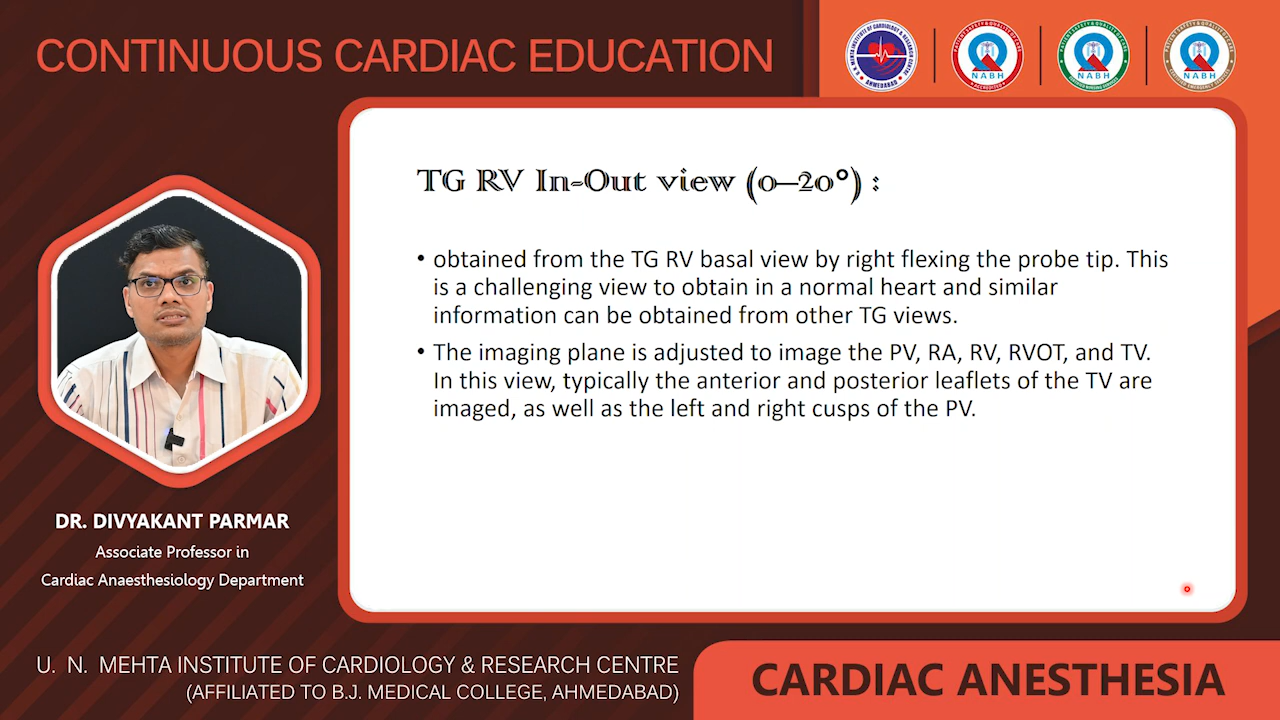 CONTINUOUS CARDIAC EDUCATION
NABH
NABH
NABH
TG RV In-Out view (0–20°) :
• obtained from the TG RV basal view by right flexing the probe tip. This
is a challenging view to obtain in a normal heart and similar
information can be obtained from other TG views.
• The imaging plane is adjusted to image the PV, RA, RV, RVOT, and TV.
In this view, typically the anterior and posterior leaflets of the TV are
imaged, as well as the left and right cusps of the PV.
DR. DIVYAKANT PARMAR
Associate Professor in
Cardiac Anaesthesiology Department
U. N. MEHTA INSTITUTE OF CARDIOLOGY & RESEARCH CENTRE
(AFFILIATED TO B.J. MEDICAL COLLEGE, AHMEDABAD)
CARDIAC ANESTHESIA